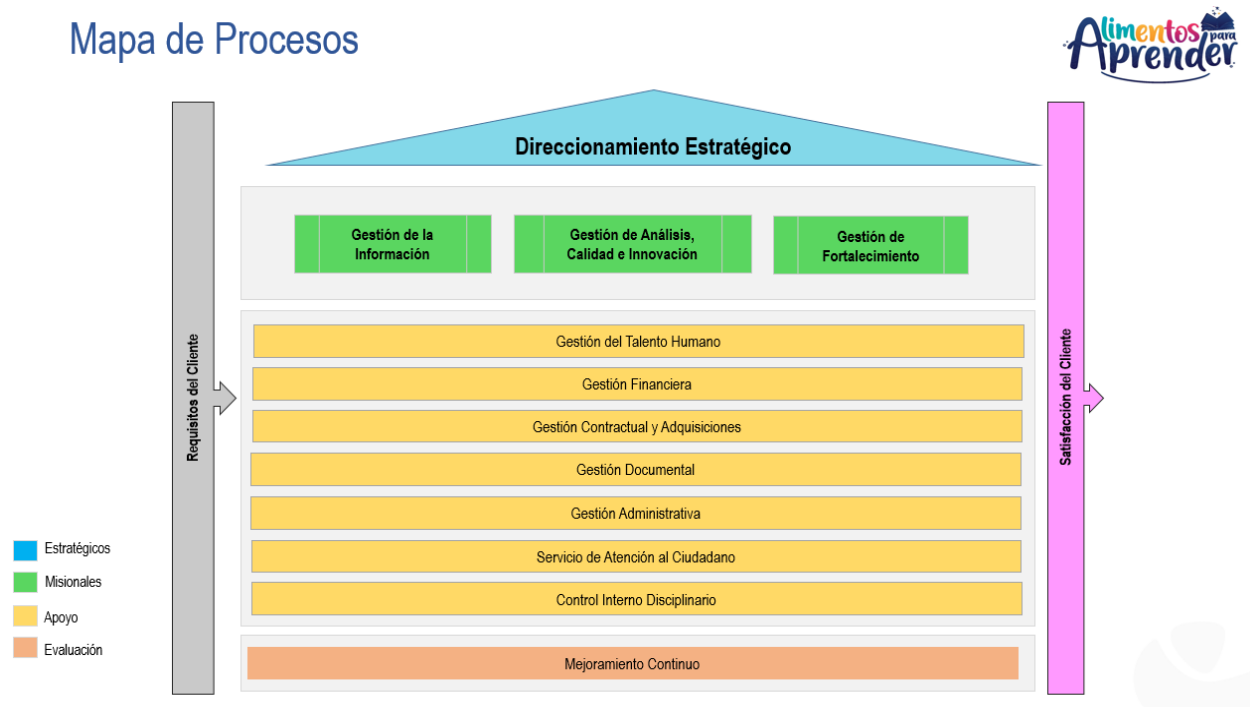 Mapa de Procesos
Alimentos para
Aprender
Direccionamiento Estratégico
Gestión de la
Información
Gestión de Análisis,
Calidad e Innovación
Gestión de
Fortalecimiento
Requisitos del Cliente
Gestión del Talento Humano
Gestión Financiera
Gestión Contractual y Adquisiciones
Gestión Documental
Gestión Administrativa
Servicio de Atención al Ciudadano
Control Interno Disciplinario
Mejoramiento Continuo
Satisfacción del Cliente
Estratégicos
Misionales
Apoyo
Evaluación